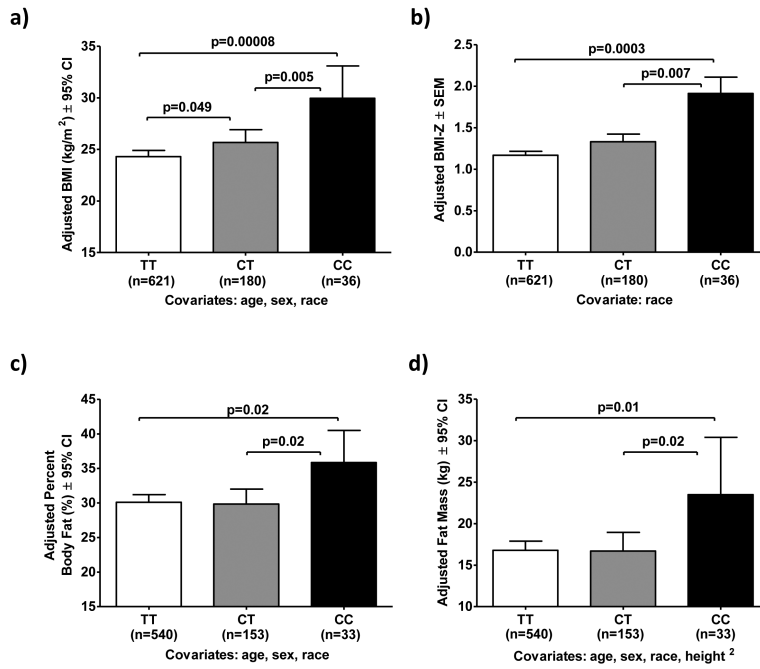 a)
Adjusted BMI (kg/m²) ± 95% CI
35
30
25
20
15
p=0.00008
p=0.005
p=0.049
TT
(n=621)
CT
(n=180)
CC
(n=36)
Covariates: age, sex, race
b)
Adjusted BMI-Z ± SEM
2.5
2.0
1.5
1.0
0.5
0.0
p=0.0003
p=0.007
TT
(n=621)
CT
(n=180)
CC
(n=36)
Covariate: race
c)
Adjusted Percent
Body Fat (%) ± 95% CI
45
40
35
30
25
20
15
p=0.02
p=0.02
TT
(n=540)
CT
(n=153)
CC
(n=33)
Covariates: age, sex, race
d)
Adjusted Fat Mass (kg) ± 95% CI
35
30
25
20
15
10
p=0.01
p=0.02
TT
(n=540)
CT
(n=153)
CC
(n=33)
Covariates: age, sex, race, height ²